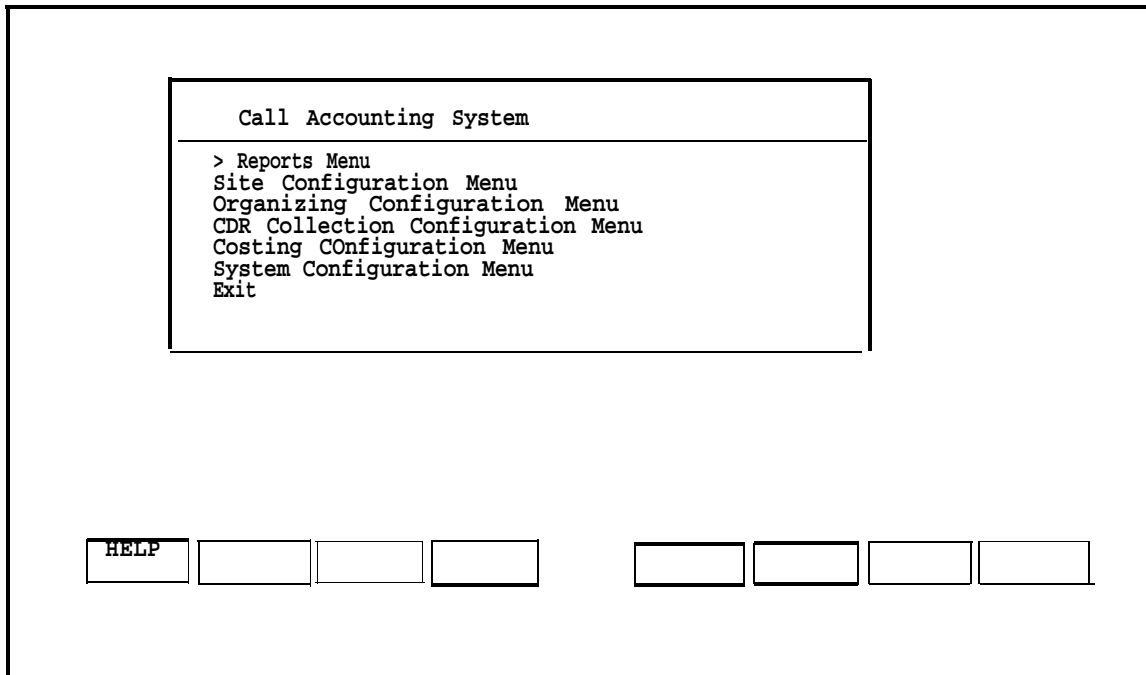 Call Accounting System
> Reports Menu
Site Configuration Menu
Organizing Configuration Menu
CDR Collection Configuration Menu
Costing COnfiguration Menu
System Configuration Menu
Exit
HELP